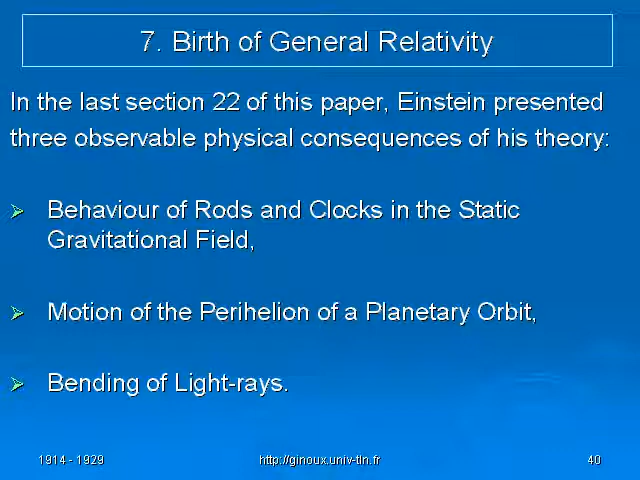 7. Birth of General Relativity
In the last section 22 of this paper, Einstein presented
three observable physical consequences of his theory:
Behaviour of Rods and Clocks in the Static
Gravitational Field,
Motion of the Perihelion of a Planetary Orbit,
Bending of Light-rays.
1914 - 1929 http://ginoux.univ-tln.fr 40